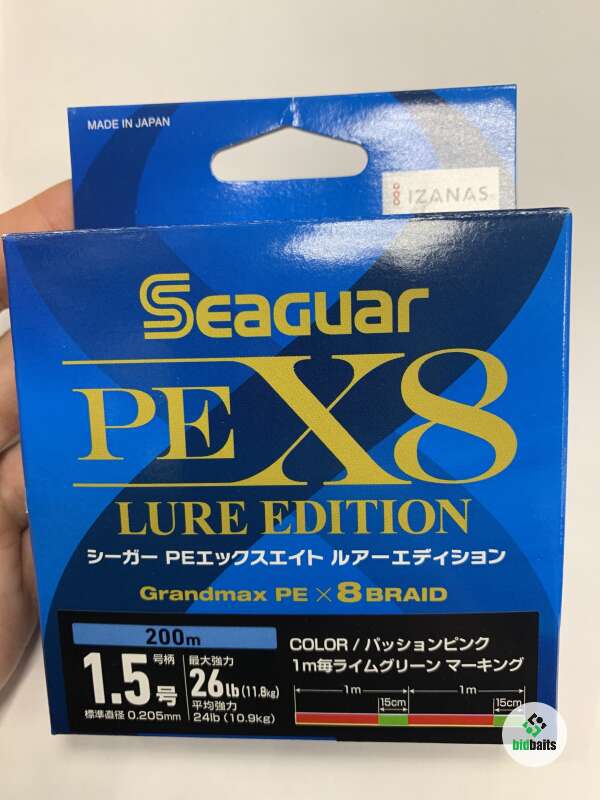 MADE IN JAPAN
IZANAS
Seaguar
PEX8
LURE EDITION
シーガー PEエックスエイト ルアーエディション
Grandmax PE × 8 BRAID
200m
1.5号
号柄
標準直径 0.205mm
最大強力
26lb(11.8kg)
平均強力
24lb(10.9kg)
COLOR / パッションピンク
1m毎ライムグリーン マーキング
1m 1m
15cm 15cm
bidbaits